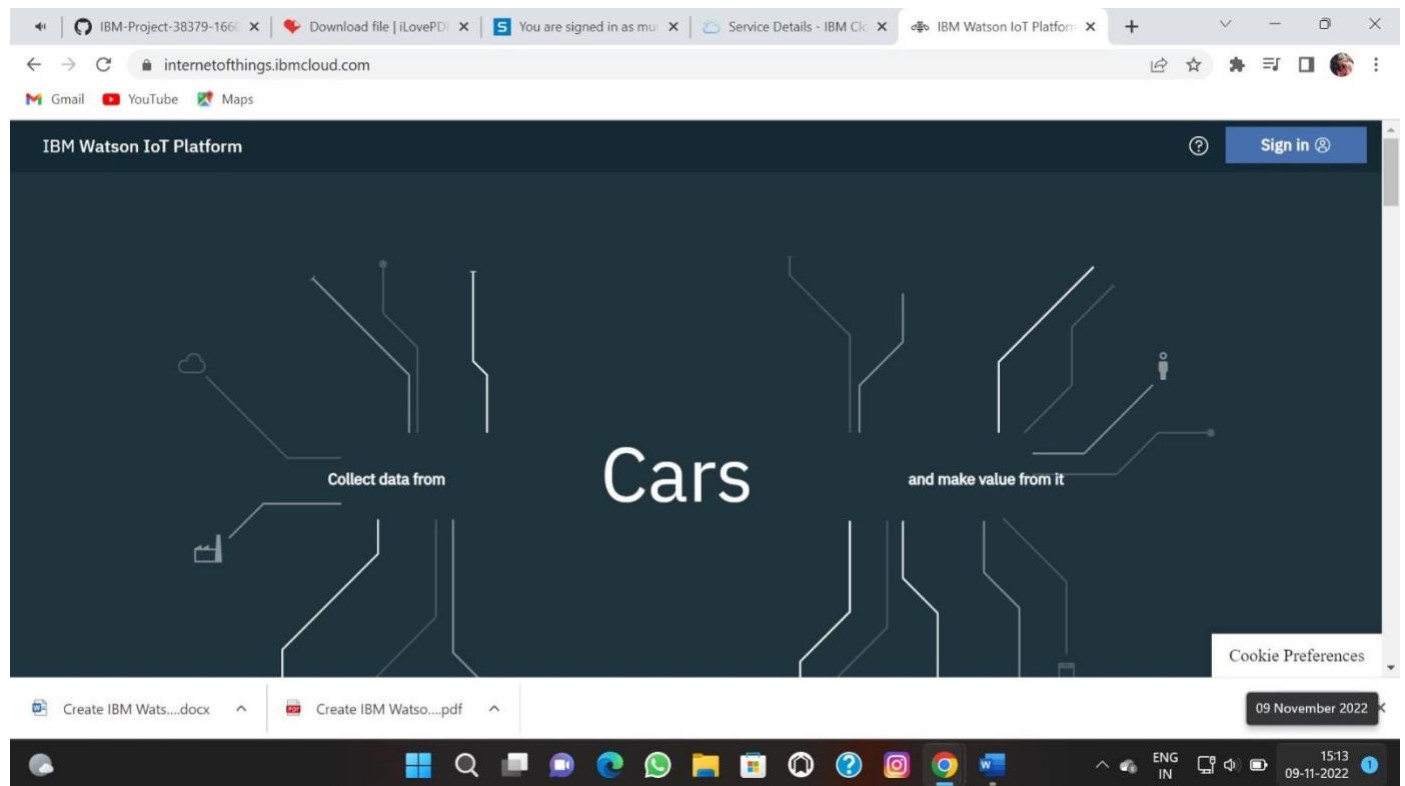 IBM-Project-38379-166
Download file | iLovePD
You are signed in as mu
Service Details - IBM Clo
IBM Watson IoT Platform
internetofthings.ibmcloud.com
Gmail YouTube Maps
IBM Watson IoT Platform
Sign in
Collect data from Cars and make value from it
Cookie Preferences
Create IBM Wats....docx
Create IBM Watso....pdf
09 November 2022
ENG
IN
15:13
09-11-2022
1